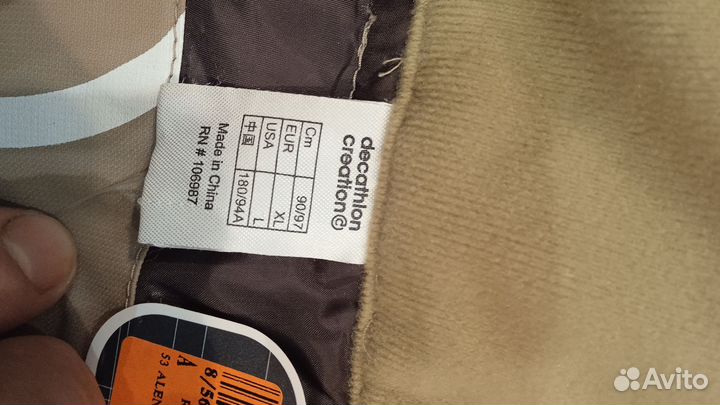 decathlon
creation©
Cm 90/97
EUR XL
USA L
中国 180/94A
Made in China
RN # 106987
8/56
A
53 ALEN
Avito